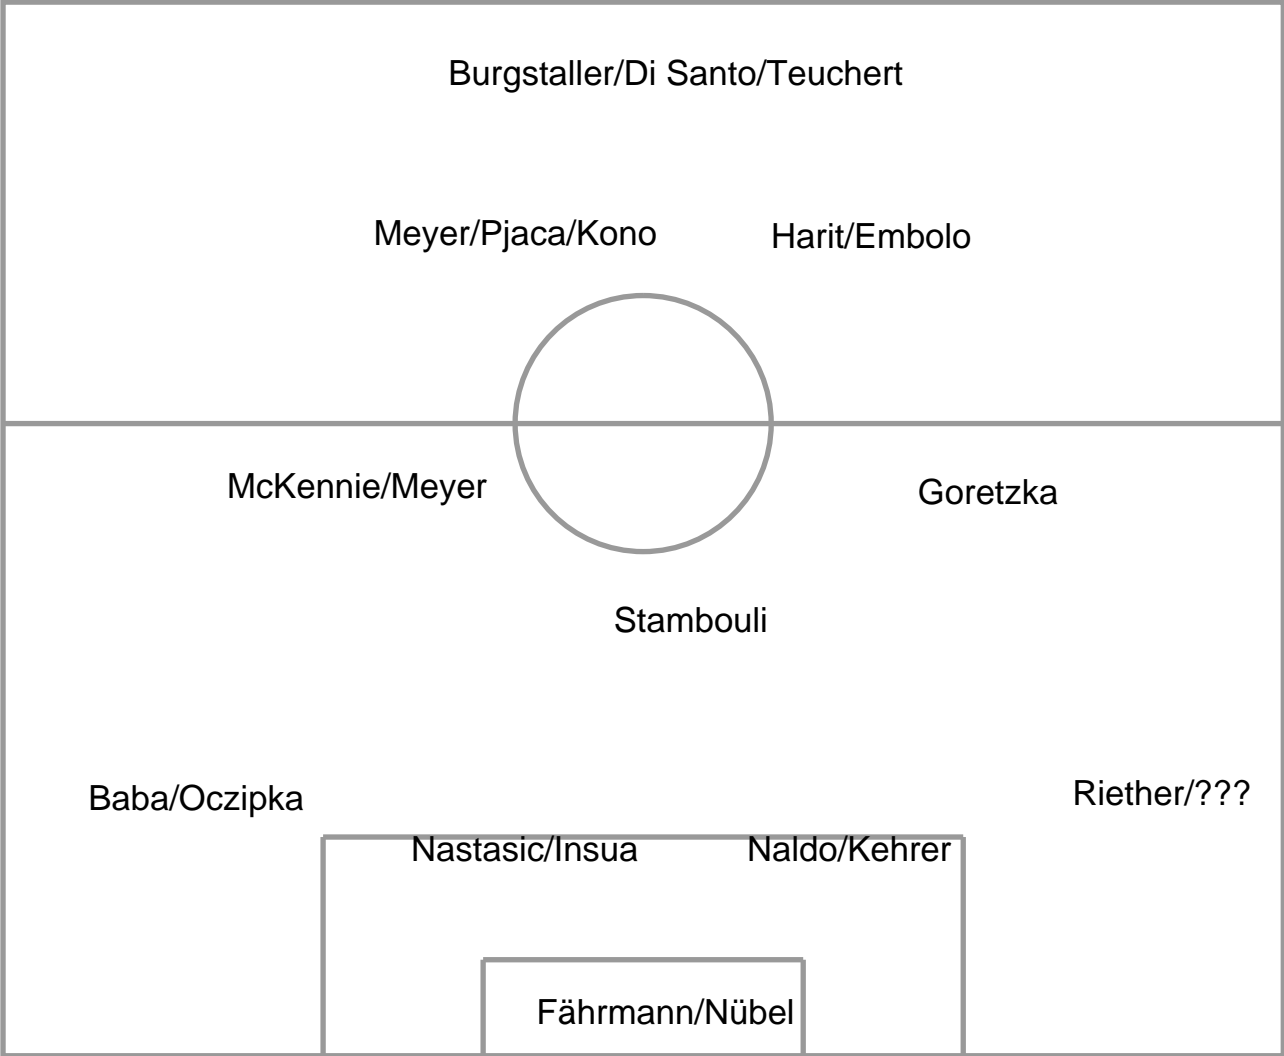 Burgstaller/Di Santo/Teuchert
Meyer/Pjaca/Kono
Harit/Embolo
McKennie/Meyer
Goretzka
Stambouli
Baba/Oczipka
Riether/???
Nastasic/Insua
Naldo/Kehrer
Fährmann/Nübel